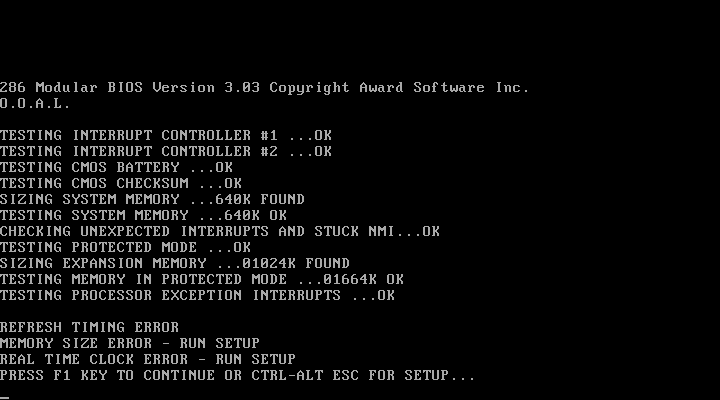 286 Modular BIOS Version 3.03 Copyright Award Software Inc.
O.O.A.L.
TESTING INTERRUPT CONTROLLER #1 ...OK
TESTING INTERRUPT CONTROLLER #2 ...OK
TESTING CMOS BATTERY ...OK
TESTING CMOS CHECKSUM ...OK
SIZING SYSTEM MEMORY ...640K FOUND
TESTING SYSTEM MEMORY ...640K OK
CHECKING UNEXPECTED INTERRUPTS AND STUCK NMI...OK
TESTING PROTECTED MODE ...OK
SIZING EXPANSION MEMORY ...01024K FOUND
TESTING MEMORY IN PROTECTED MODE ...01664K OK
TESTING PROCESSOR EXCEPTION INTERRUPTS ...OK
REFRESH TIMING ERROR
MEMORY SIZE ERROR - RUN SETUP
REAL TIME CLOCK ERROR - RUN SETUP
PRESS F1 KEY TO CONTINUE OR CTRL-ALT ESC FOR SETUP...